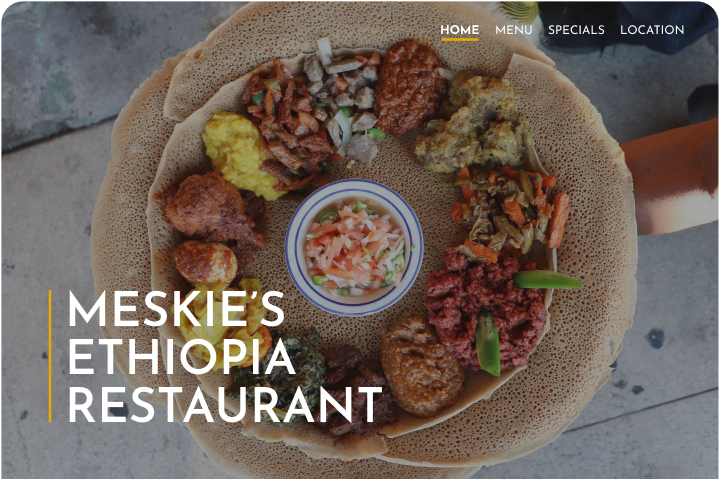 HOME MENU SPECIALS LOCATION
MESKIE’S
ETHIOPIA
RESTAURANT